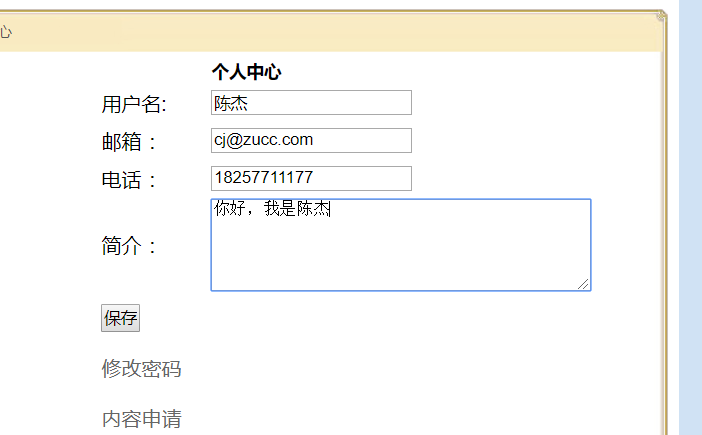 心
个人中心
用户名: 陈杰
邮箱： cj@zucc.com
电话： 18257711177
简介： 你好，我是陈杰
保存
修改密码
内容申请